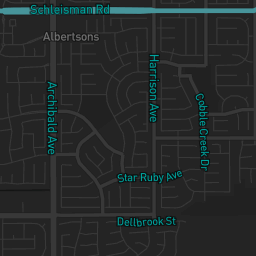 Schleisman Rd
Albertsons
Harrison Ave
Archibald Ave
Cobble Creek Dr
Star Ruby Ave
Dellbrook St